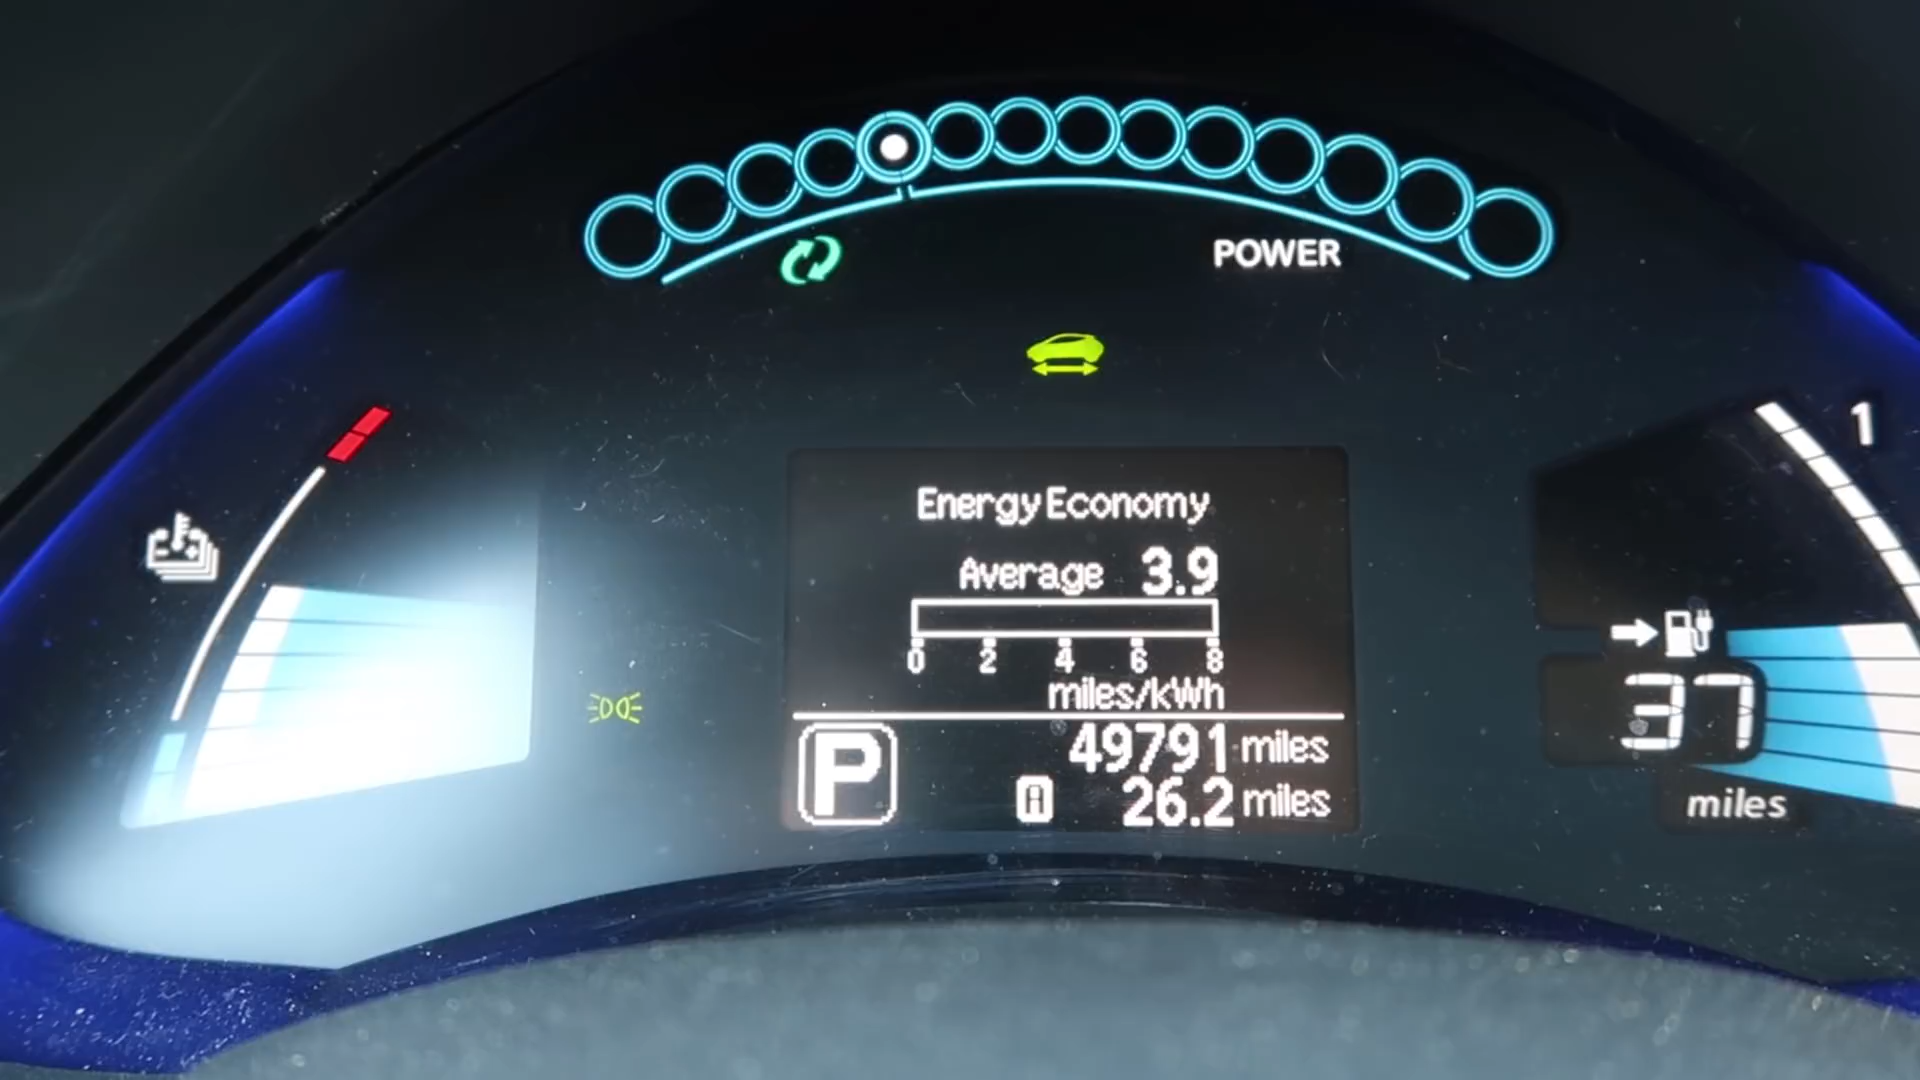 POWER
1
Energy Economy
Average 3.9
0 2 4 6 8
miles/kWh
P
49791 miles
A 26.2 miles
37
miles